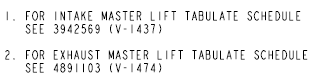 1. FOR INTAKE MASTER LIFT TABULATE SCHEDULE
SEE 3942569 (V-1437)
2. FOR EXHAUST MASTER LIFT TABULATE SCHEDULE
SEE 4891103 (V-1474)